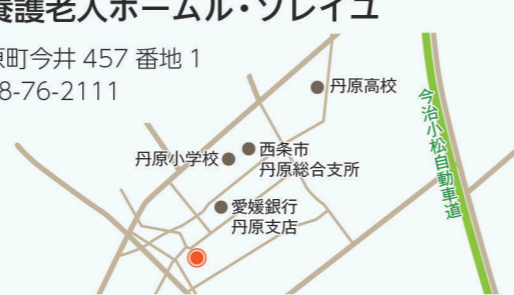 養護老人ホームル・ソレイユ
原町今井 457 番地 1
8-76-2111
丹原高校
今治小松自動車道
西条市
丹原総合支所
丹原小学校
愛媛銀行
丹原支店